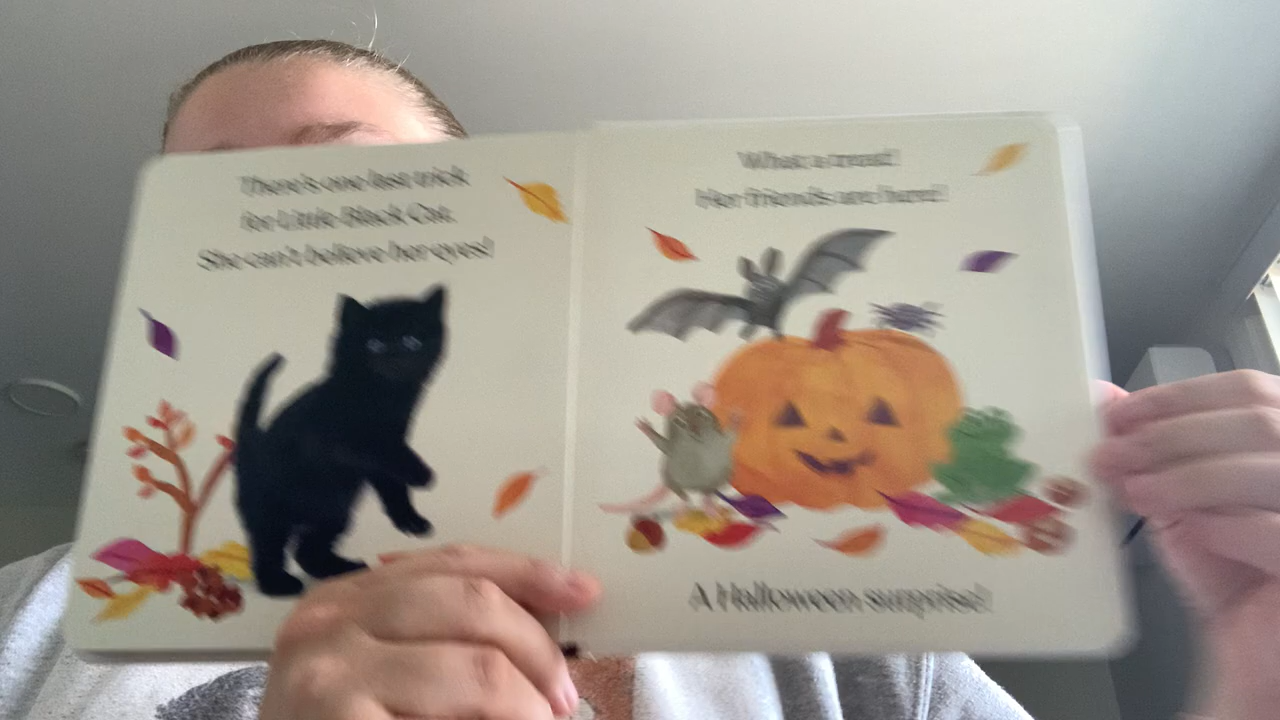 There's one last trick
for Little Black Cat.
She can't believe her eyes!
What a treat!
Her friends are here!
A Halloween surprise!